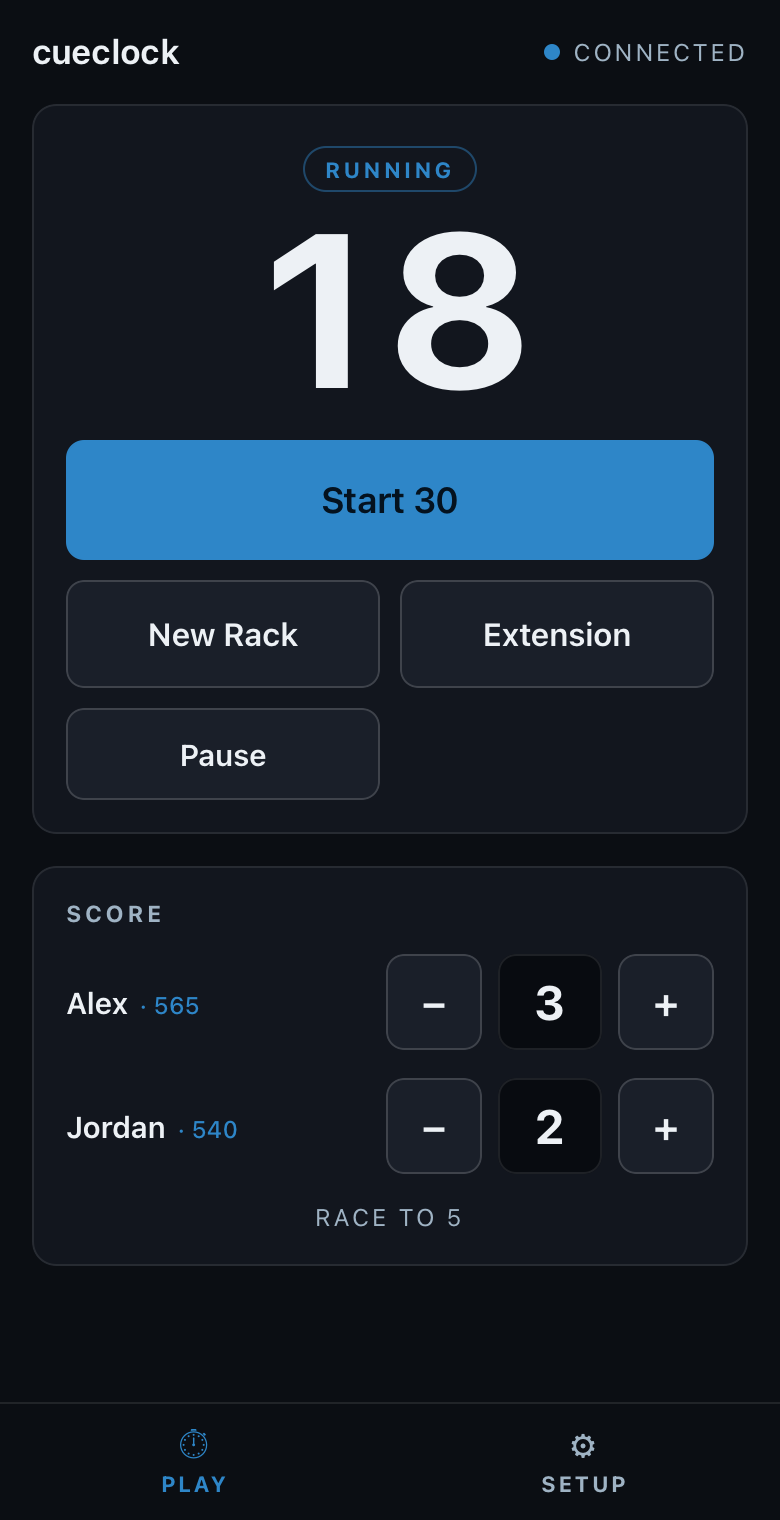 cueclock
CONNECTED
RUNNING
18
Start 30
New Rack
Extension
Pause
SCORE
Alex · 565
− 3 +
Jordan · 540
− 2 +
RACE TO 5
PLAY
SETUP